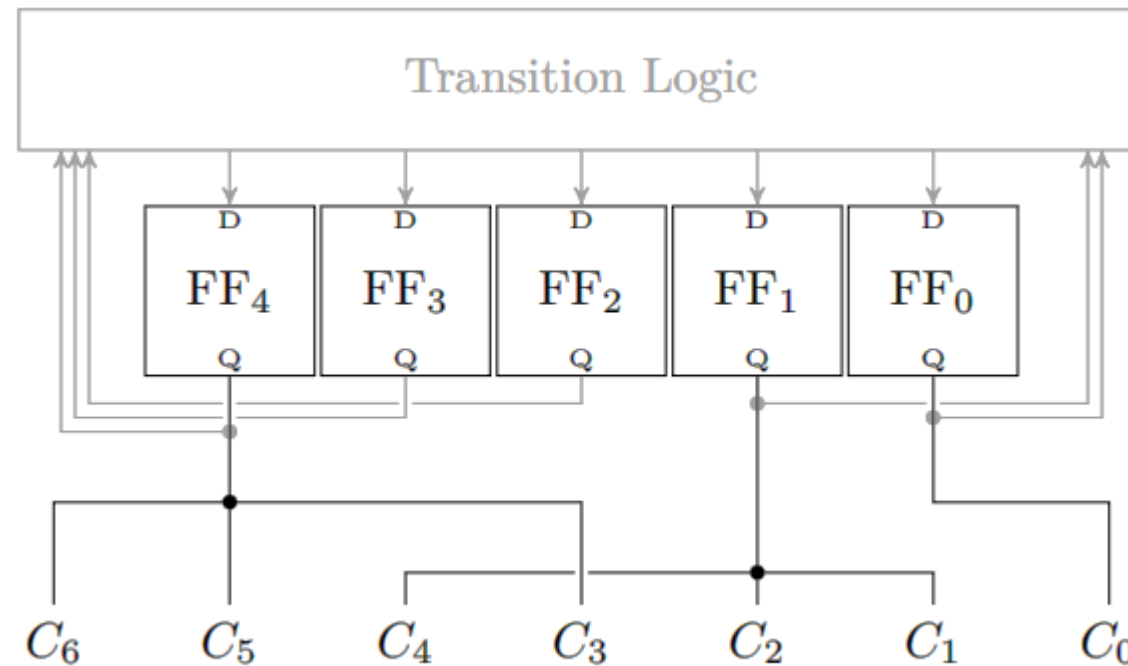 Transition Logic
D D D D D
FF₄ FF₃ FF₂ FF₁ FF₀
Q Q Q Q Q
C₆ C₅ C₄ C₃ C₂ C₁ C₀